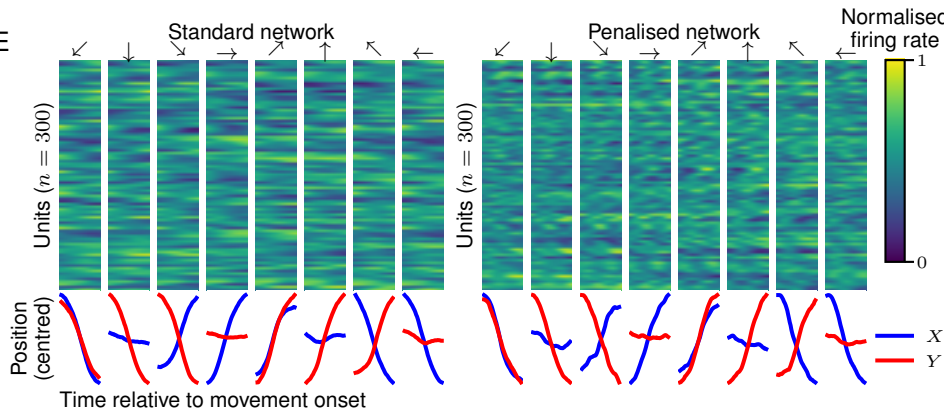 E
Standard network
Penalised network
Normalised
firing rate
↙ ↓ ↘ → ↗ ↑ ↖ ←
↙ ↓ ↘ → ↗ ↑ ↖ ←
1
0
Units (n = 300)
Units (n = 300)
Position
(centred)
X
Y
Time relative to movement onset